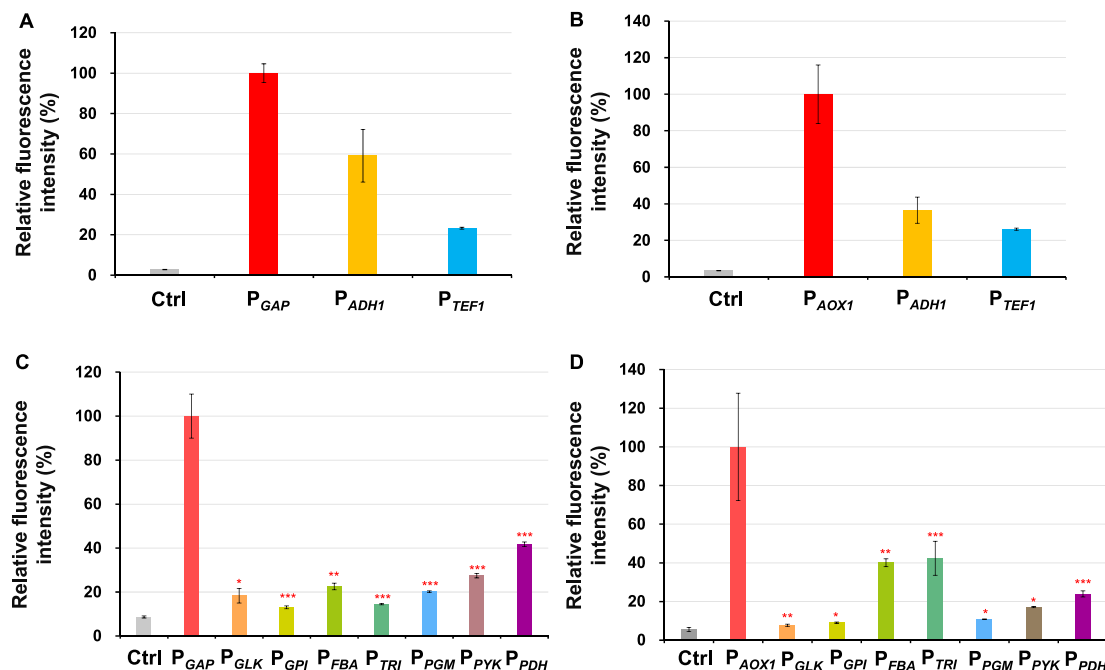 A
Relative fluorescence
intensity (%)
120
100
80
60
40
20
0
Ctrl PGAP PADH1 PTEF1
B
Relative fluorescence
intensity (%)
140
120
100
80
60
40
20
0
Ctrl PAOX1 PADH1 PTEF1
C
Relative fluorescence
intensity (%)
120
100
80
60
40
20
0
* *** ** *** *** *** ***
Ctrl PGAP PGLK PGPI PFBA PTRI PPGM PPYK PPDH
D
Relative fluorescence
intensity (%)
140
120
100
80
60
40
20
0
** * ** *** * * ***
Ctrl PAOX1 PGLK PGPI PFBA PTRI PPGM PPYK PPDH